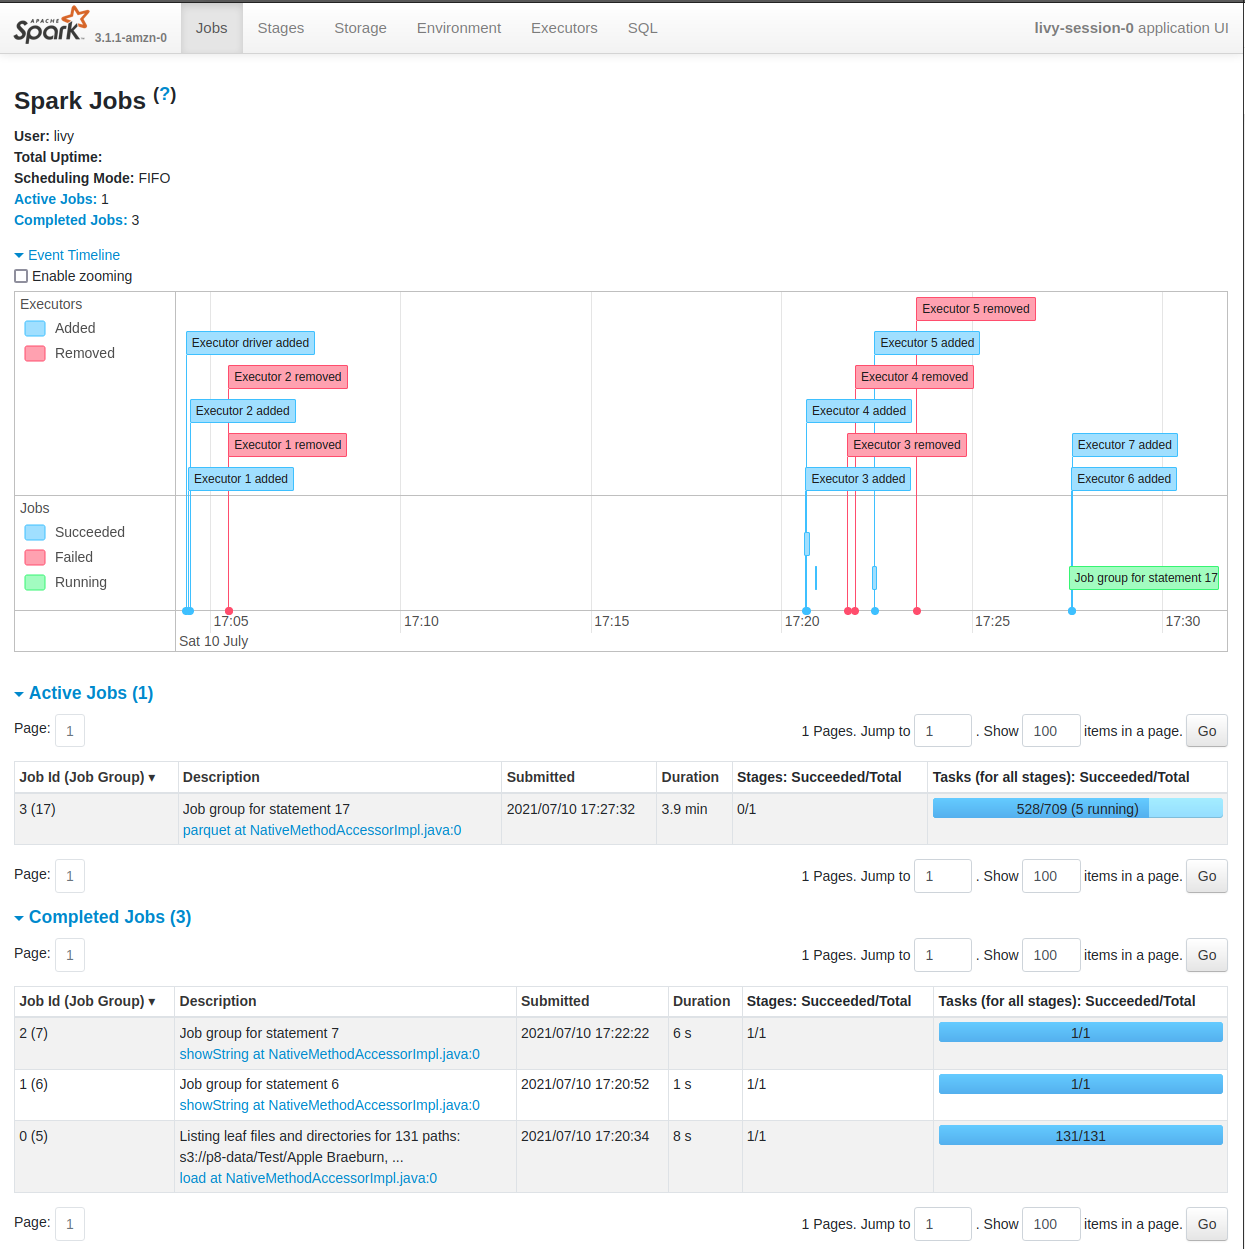 APACHE
Spark 3.1.1-amzn-0 Jobs Stages Storage Environment Executors SQL livy-session-0 application UI
Spark Jobs (?)
User: livy
Total Uptime:
Scheduling Mode: FIFO
Active Jobs: 1
Completed Jobs: 3
Event Timeline
Enable zooming
Executors
Added
Removed
Executor 5 removed
Executor driver added
Executor 5 added
Executor 2 removed
Executor 4 removed
Executor 2 added
Executor 4 added
Executor 1 removed
Executor 3 removed
Executor 7 added
Executor 1 added
Executor 3 added
Executor 6 added
Jobs
Succeeded
Failed
Running
Job group for statement 17
17:05 17:10 17:15 17:20 17:25 17:30
Sat 10 July
Active Jobs (1)
Page: 1 1 Pages. Jump to 1 . Show 100 items in a page. Go
Job Id (Job Group) ▾ Description Submitted Duration Stages: Succeeded/Total Tasks (for all stages): Succeeded/Total
3 (17) Job group for statement 17 2021/07/10 17:27:32 3.9 min 0/1 528/709 (5 running)
parquet at NativeMethodAccessorImpl.java:0
Page: 1 1 Pages. Jump to 1 . Show 100 items in a page. Go
Completed Jobs (3)
Page: 1 1 Pages. Jump to 1 . Show 100 items in a page. Go
Job Id (Job Group) ▾ Description Submitted Duration Stages: Succeeded/Total Tasks (for all stages): Succeeded/Total
2 (7) Job group for statement 7 2021/07/10 17:22:22 6 s 1/1 1/1
showString at NativeMethodAccessorImpl.java:0
1 (6) Job group for statement 6 2021/07/10 17:20:52 1 s 1/1 1/1
showString at NativeMethodAccessorImpl.java:0
0 (5) Listing leaf files and directories for 131 paths: 2021/07/10 17:20:34 8 s 1/1 131/131
s3://p8-data/Test/Apple Braeburn, ...
load at NativeMethodAccessorImpl.java:0
Page: 1 1 Pages. Jump to 1 . Show 100 items in a page. Go